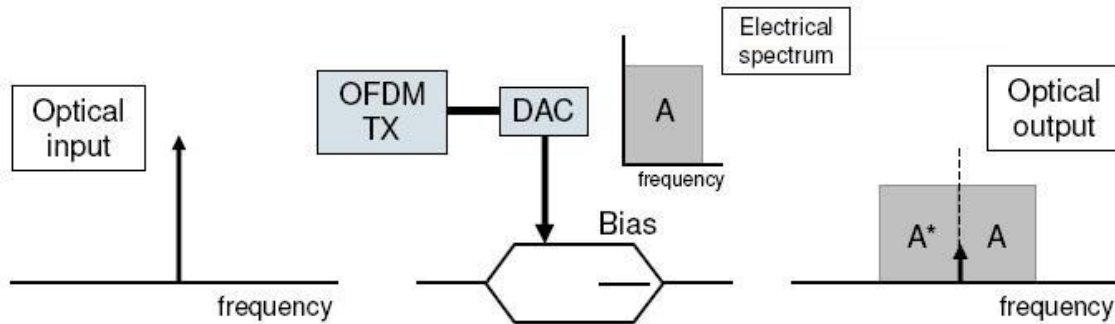 Optical
input
frequency
OFDM
TX
DAC
A
frequency
Electrical
spectrum
Bias
Optical
output
A* A
frequency